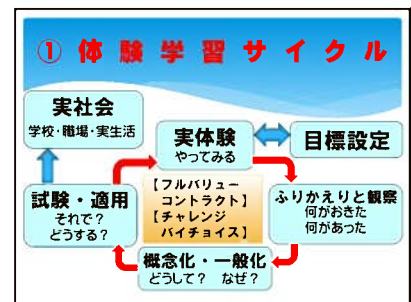 ① 体験学習サイクル
実社会
学校・職場・実生活
実体験
やってみる
目標設定
試験・適用
それで？
どうする？
【フルバリュー
コントラクト】
【チャレンジ
バイチョイス】
ふりかえりと観察
何がおきた
何があった
概念化・一般化
どうして？ なぜ？